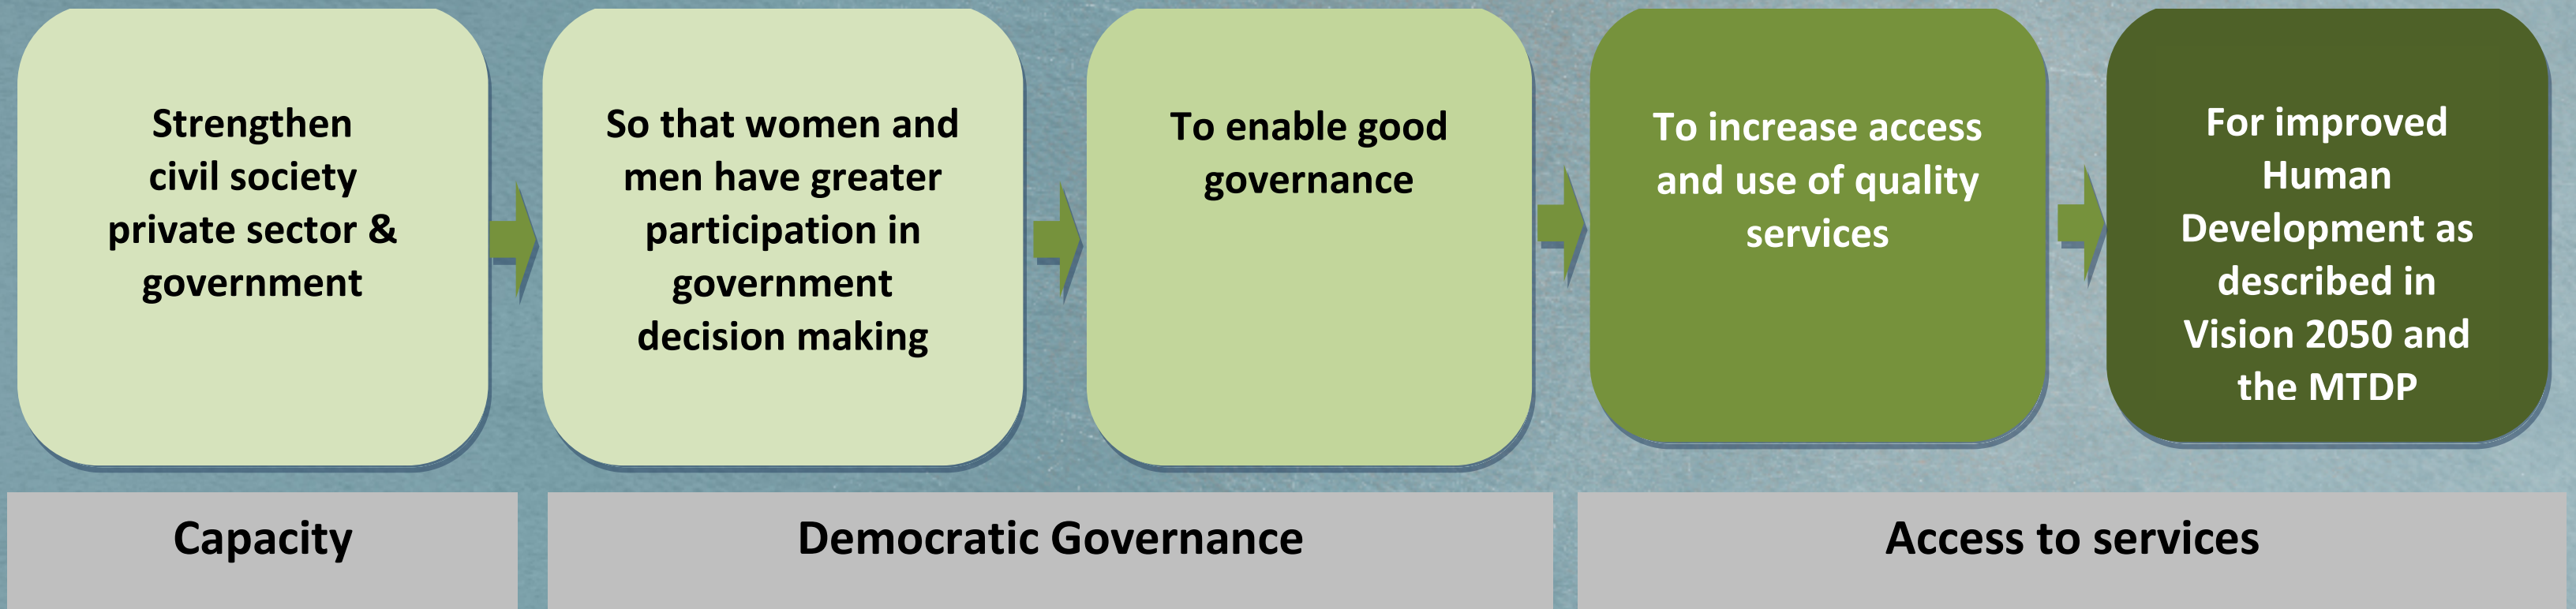 Strengthen
civil society
private sector &
government
So that women and
men have greater
participation in
government
decision making
To enable good
governance
To increase access
and use of quality
services
For improved
Human
Development as
described in
Vision 2050 and
the MTDP
Capacity
Democratic Governance
Access to services